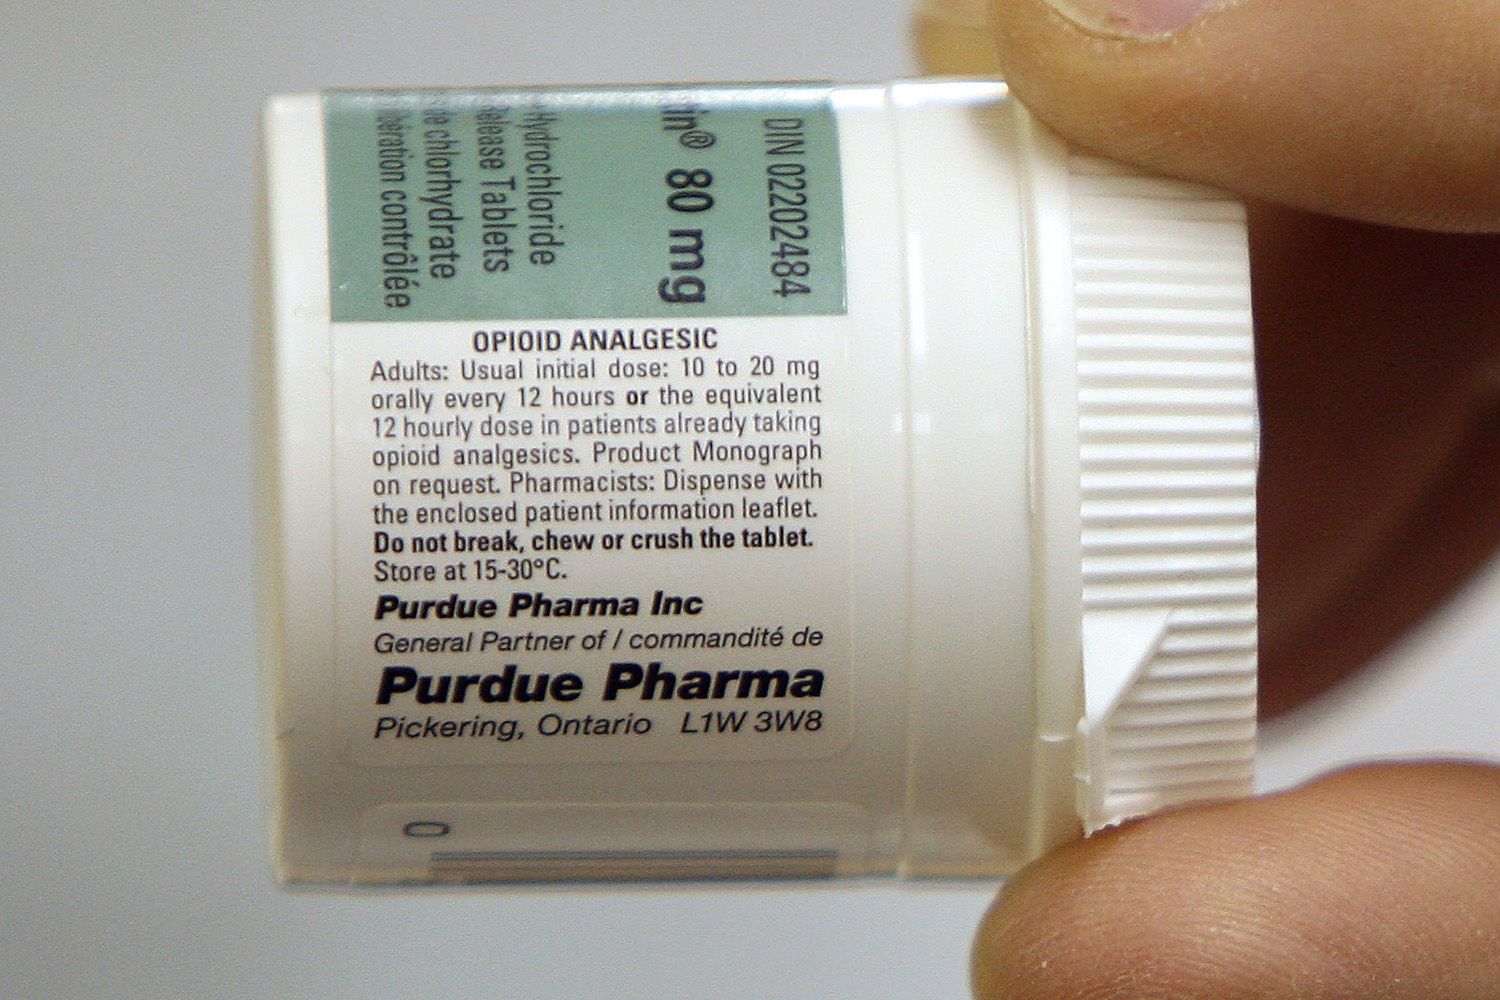 DIN 02202484
® 80 mg
Hydrochloride
Tablets
chlorhydrate
contrôlée
OPIOID ANALGESIC
Adults: Usual initial dose: 10 to 20 mg
orally every 12 hours or the equivalent
12 hourly dose in patients already taking
opioid analgesics. Product Monograph
on request. Pharmacists: Dispense with
the enclosed patient information leaflet.
Do not break, chew or crush the tablet.
Store at 15-30°C.
Purdue Pharma Inc
General Partner of / commandité de
Purdue Pharma
Pickering, Ontario L1W 3W8
0